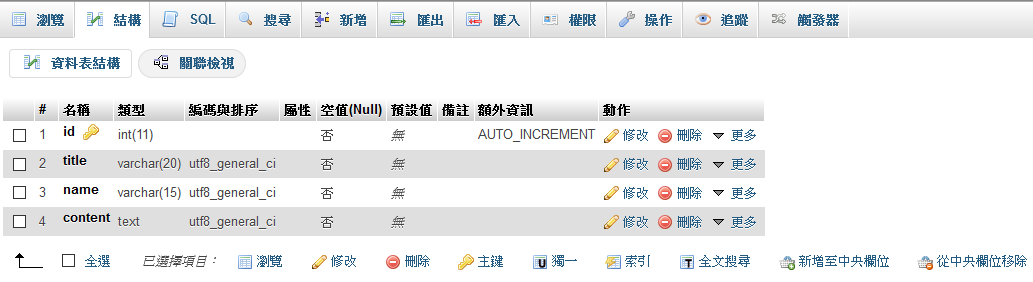 瀏覽 結構 SQL 搜尋 新增 匯出 匯入 權限 操作 追蹤 觸發器
資料表結構 關聯檢視
# 名稱 類型 編碼與排序 屬性 空值(Null) 預設值 備註 額外資訊 動作
1 id int(11) 否 無 AUTO_INCREMENT 修改 刪除 更多
2 title varchar(20) utf8_general_ci 否 無 修改 刪除 更多
3 name varchar(15) utf8_general_ci 否 無 修改 刪除 更多
4 content text utf8_general_ci 否 無 修改 刪除 更多
全選 已選擇項目： 瀏覽 修改 刪除 主鍵 U 獨一 索引 T 全文搜尋 新增至中央欄位 從中央欄位移除